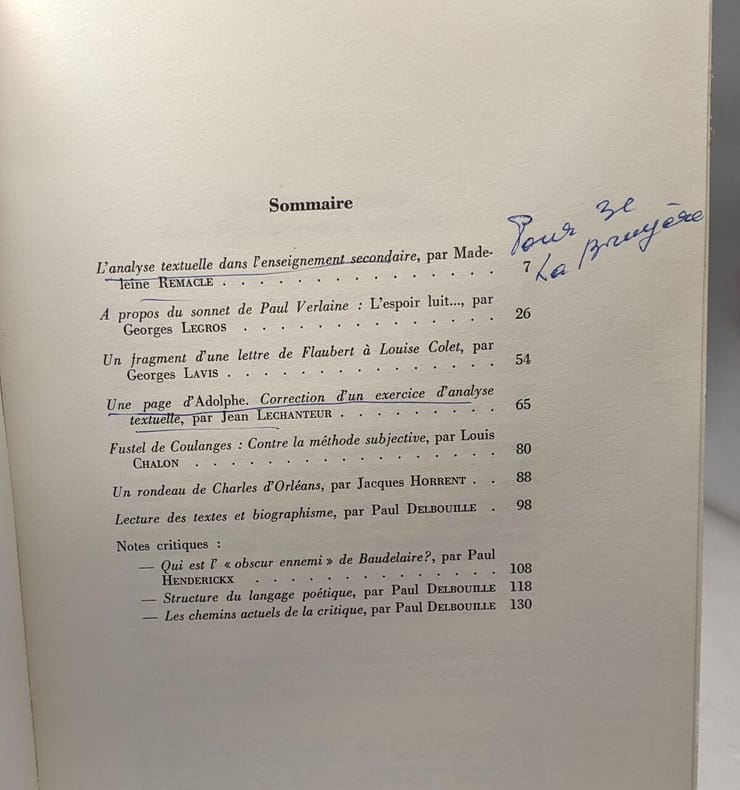 Sommaire
Pour
La Bruyère
L'analyse textuelle dans l'enseignement secondaire, par Made-
leine REMACLE . . . . . . . . . . . . . . 7
A propos du sonnet de Paul Verlaine : L'espoir luit..., par
Georges LEGROS . . . . . . . . . . . . . 26
Un fragment d'une lettre de Flaubert à Louise Colet, par
Georges LAVIS . . . . . . . . . . . . . . 54
Une page d'Adolphe. Correction d'un exercice d'analyse
textuelle, par Jean LECHANTEUR . . . . . . . . 65
Fustel de Coulanges : Contre la méthode subjective, par Louis
CHALON . . . . . . . . . . . . . . . . 80
Un rondeau de Charles d'Orléans, par Jacques HORRENT . . 88
Lecture des textes et biographisme, par Paul DELBOUILLE . 98
Notes critiques :
— Qui est l' « obscur ennemi » de Baudelaire?, par Paul
HENDERICKX . . . . . . . . . . . . . 108
— Structure du langage poétique, par Paul DELBOUILLE 118
— Les chemins actuels de la critique, par Paul DELBOUILLE 130